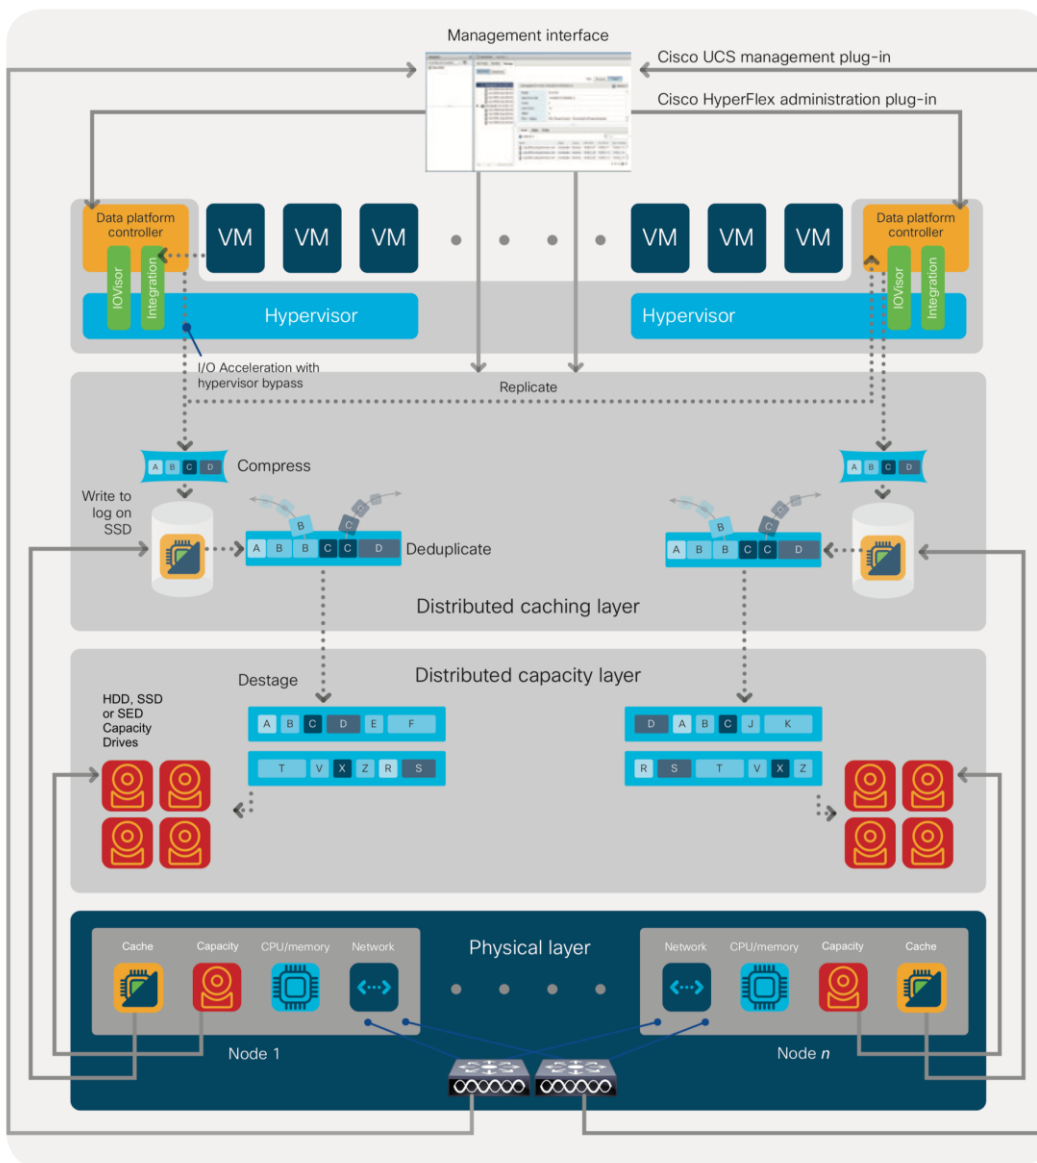 Management interface
Cisco UCS management plug-in
Cisco HyperFlex administration plug-in
Data platform
controller
IOVisor
Integration
VM
VM
VM
VM
VM
VM
Data platform
controller
IOVisor
Integration
Hypervisor
Hypervisor
I/O Acceleration with
hypervisor bypass
Replicate
A B C D
Compress
A B C D
Write to
log on
SSD
B
C
A B B C C D
Deduplicate
B
C
A B B C C D
Distributed caching layer
Distributed capacity layer
Destage
HDD, SSD
or SED
Capacity
Drives
A B C D E F
T V X Z R S
D A B C J K
R S T V X Z
Physical layer
Cache
Capacity
CPU/memory
Network
Node 1
Network
CPU/memory
Capacity
Cache
Node n